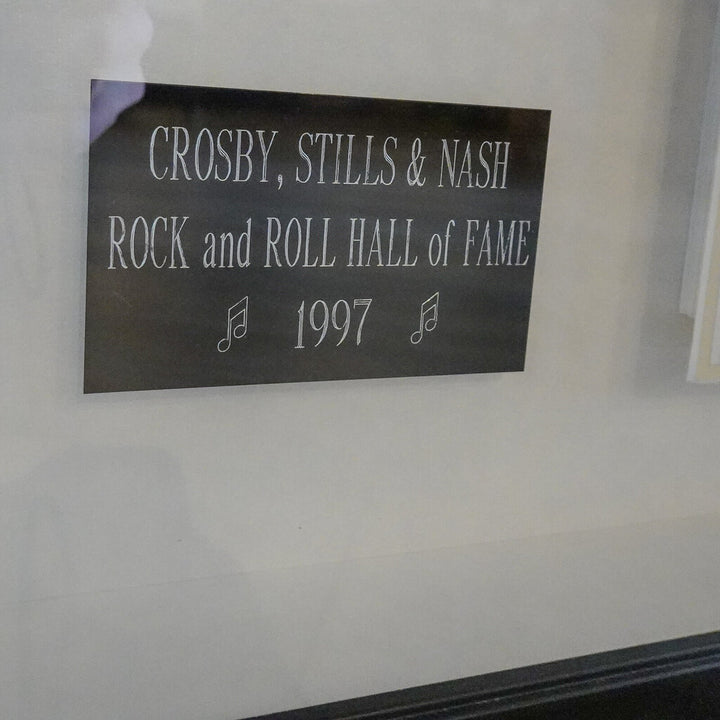 CROSBY, STILLS & NASH
ROCK and ROLL HALL of FAME
1997